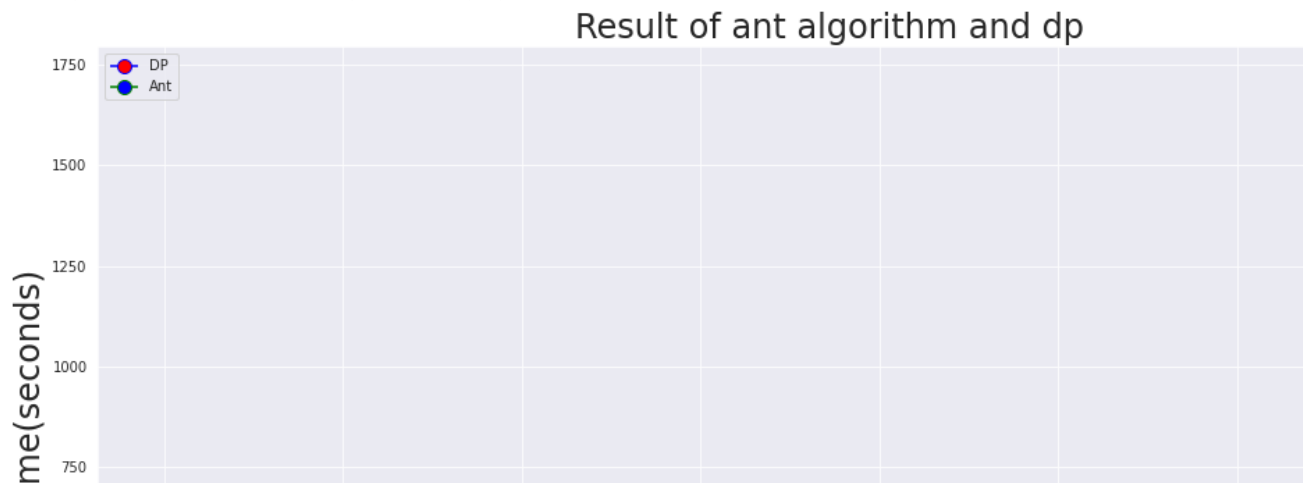 Result of ant algorithm and dp
1750
DP
Ant
1500
1250
1000
750
me(seconds)